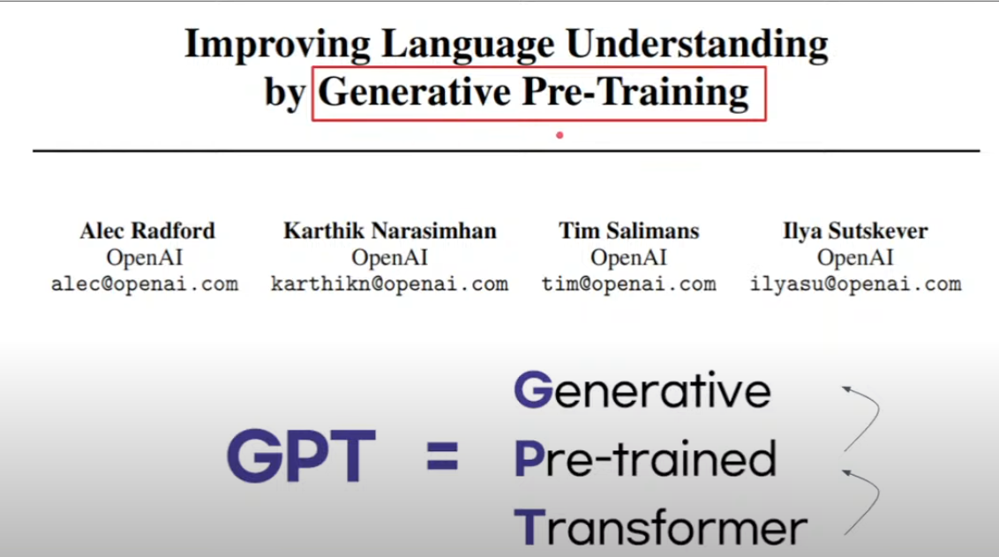 Improving Language Understanding
by Generative Pre-Training
Alec Radford Karthik Narasimhan Tim Salimans Ilya Sutskever
OpenAI OpenAI OpenAI OpenAI
alec@openai.com karthikn@openai.com tim@openai.com ilyasu@openai.com
Generative
GPT = Pre-trained
Transformer